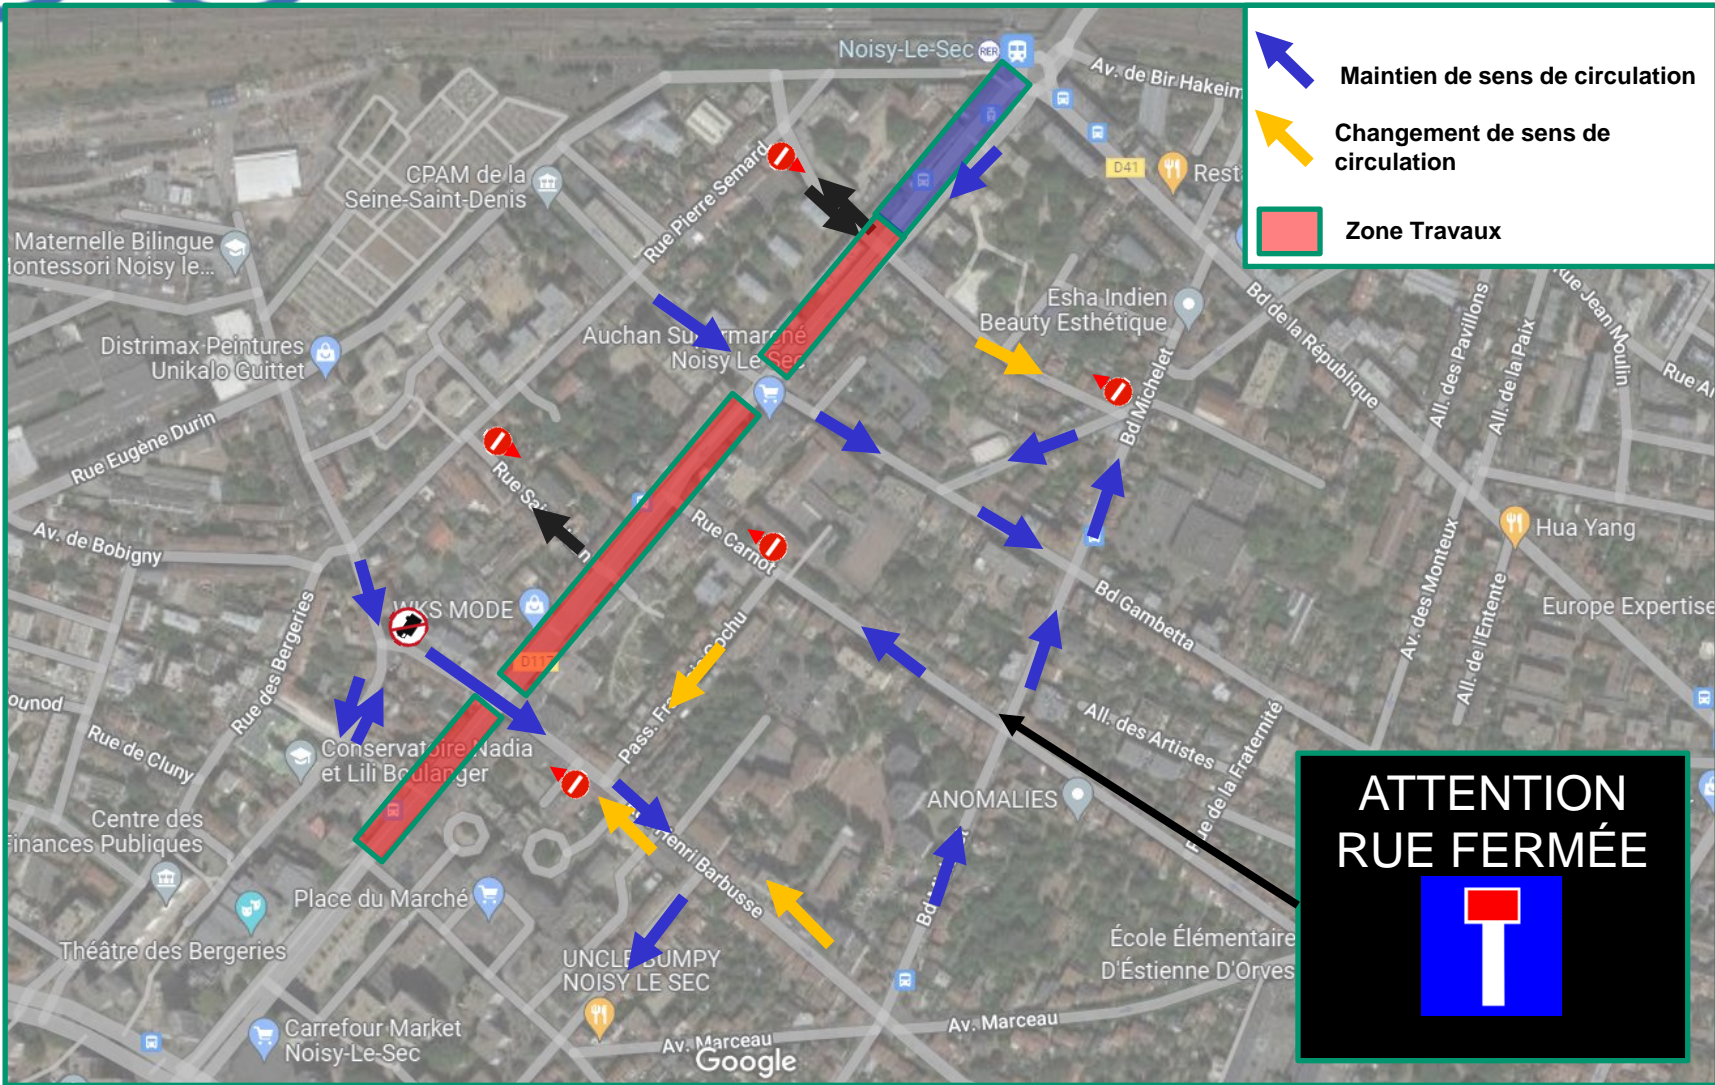 Noisy-Le-Sec
RER
Av. de Bir Hakeim
Maintien de sens de circulation
Changement de sens de
circulation
Zone Travaux
D41
CPAM de la
Seine-Saint-Denis
Rue Pierre Semard
Maternelle Bilingue
Montessori Noisy le...
Esha Indien
Beauty Esthétique
Bd de la République
Rue Jean Moulin
All. des Pavillons
All. de la Paix
Distrimax Peintures
Unikalo Guittet
Auchan Supermarché
Noisy Le Sec
Bd Michelet
Rue Eugène Durin
Rue Carnot
Hua Yang
Av. de Bobigny
WKS MODE
Bd Gambetta
Av. des Monteux
All. de l'Entente
Europe Expertise
Rue des Bergeries
Rue de Cluny
Conservatoire Nadia
et Lili Boulanger
All. des Artistes
Rue de la Fraternité
ANOMALIES
Centre des
Finances Publiques
Henri Barbusse
Place du Marché
Théâtre des Bergeries
UNCLE BUMPY
NOISY LE SEC
École Élémentaire
D'Éstienne D'Orves
ATTENTION
RUE FERMÉE
Carrefour Market
Noisy-Le-Sec
Av. Marceau
Av. Marceau
Google